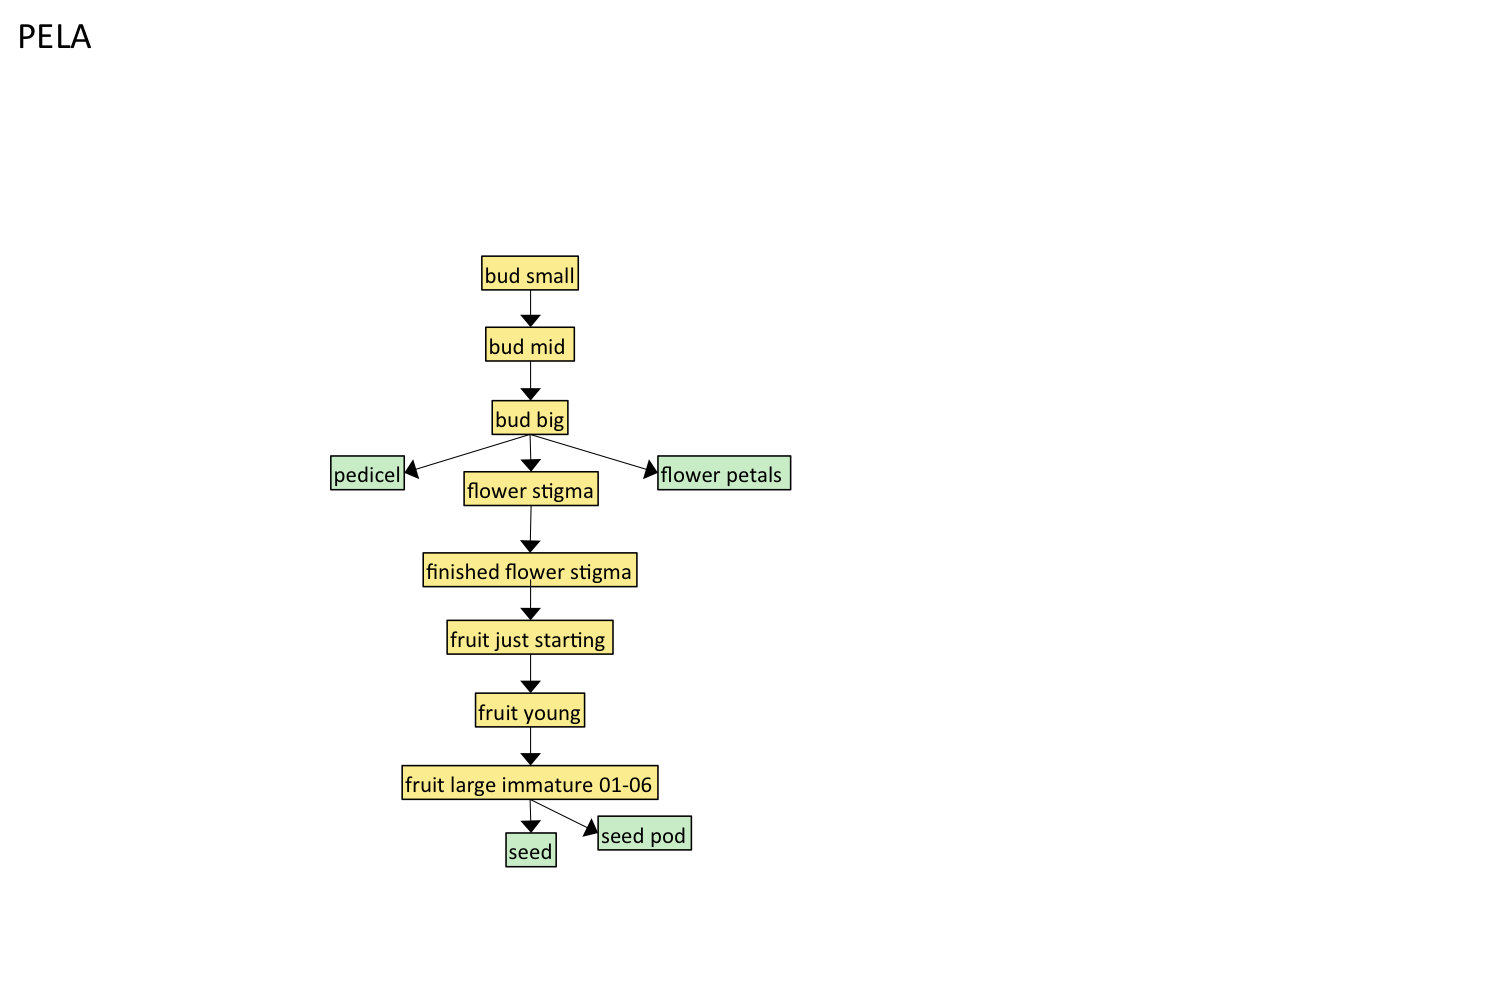 PELA
bud small
bud mid
bud big
pedicel
flower petals
flower stigma
finished flower stigma
fruit just starting
fruit young
fruit large immature 01-06
seed pod
seed